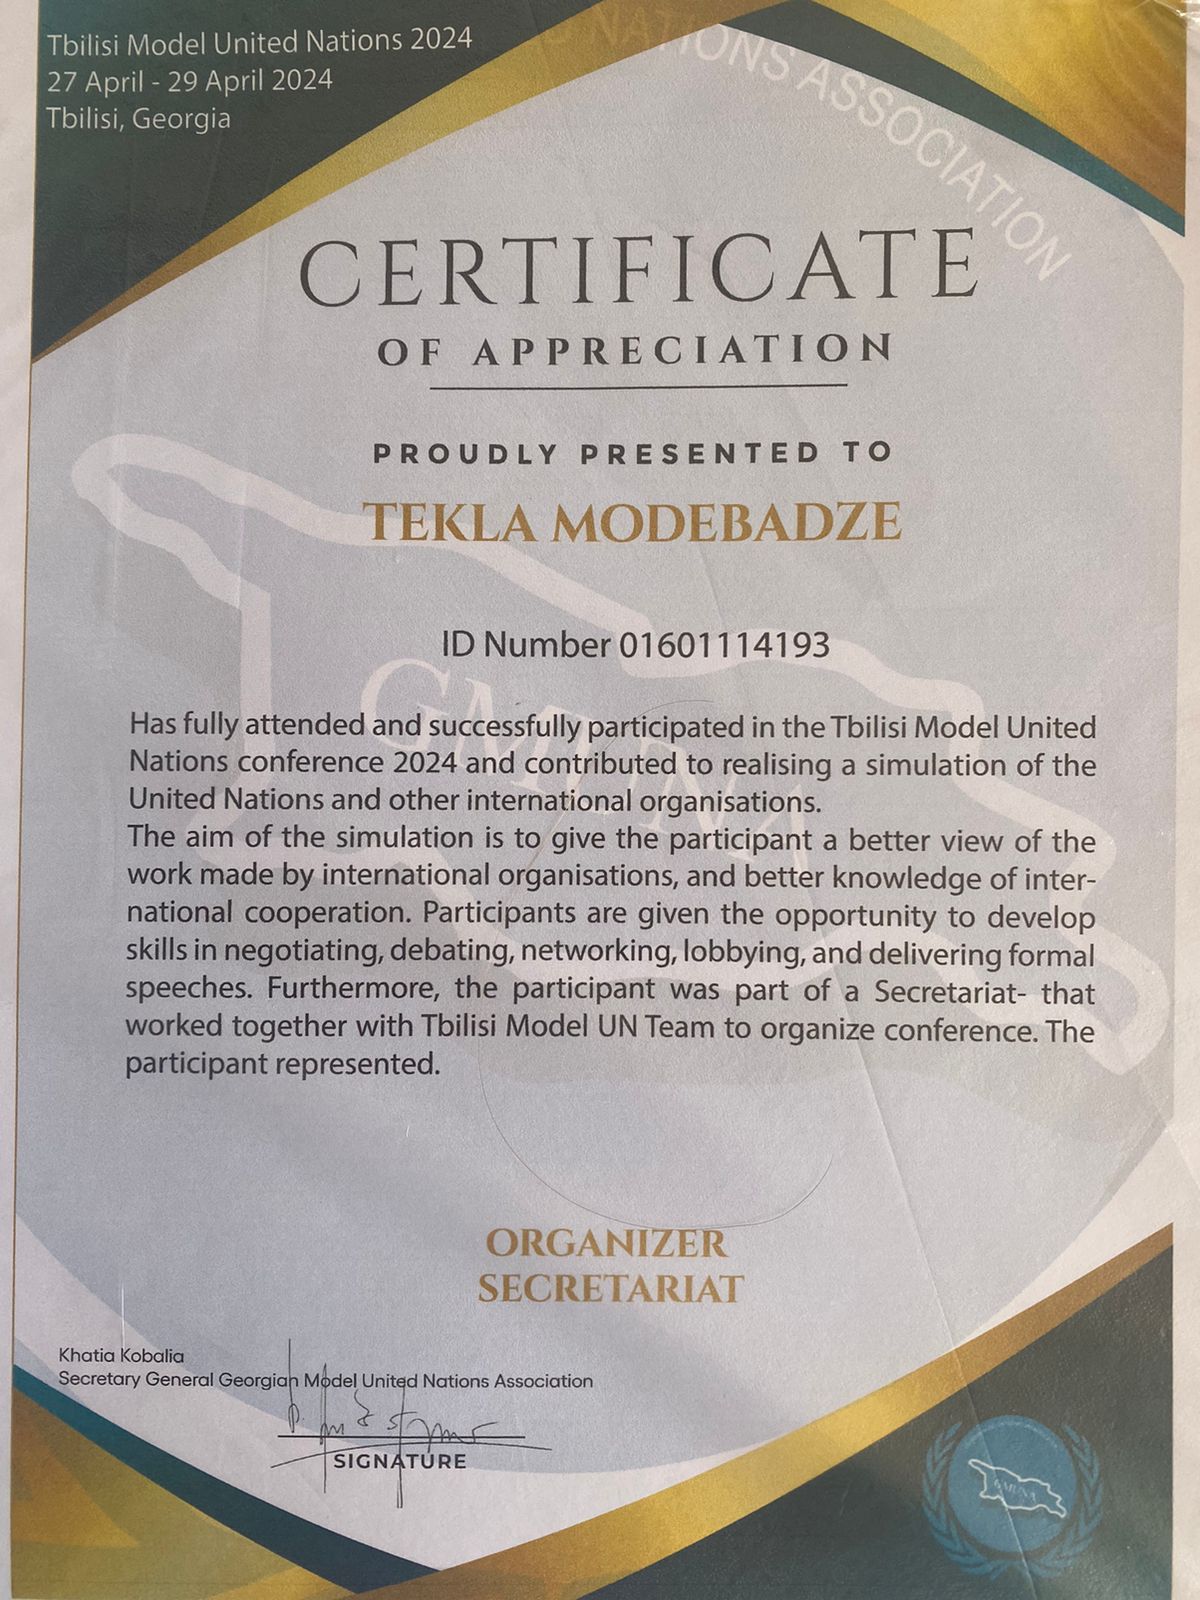 Tbilisi Model United Nations 2024
27 April - 29 April 2024
Tbilisi, Georgia
NATIONS ASSOCIATION
CERTIFICATE
OF APPRECIATION
PROUDLY PRESENTED TO
TEKLA MODEBADZE
ID Number 01601114193
GMUNA
Has fully attended and successfully participated in the Tbilisi Model United
Nations conference 2024 and contributed to realising a simulation of the
United Nations and other international organisations.
The aim of the simulation is to give the participant a better view of the
work made by international organisations, and better knowledge of inter-
national cooperation. Participants are given the opportunity to develop
skills in negotiating, debating, networking, lobbying, and delivering formal
speeches. Furthermore, the participant was part of a Secretariat- that
worked together with Tbilisi Model UN Team to organize conference. The
participant represented.
ORGANIZER
SECRETARIAT
Khatia Kobalia
Secretary General Georgian Model United Nations Association
SIGNATURE
GMUNA